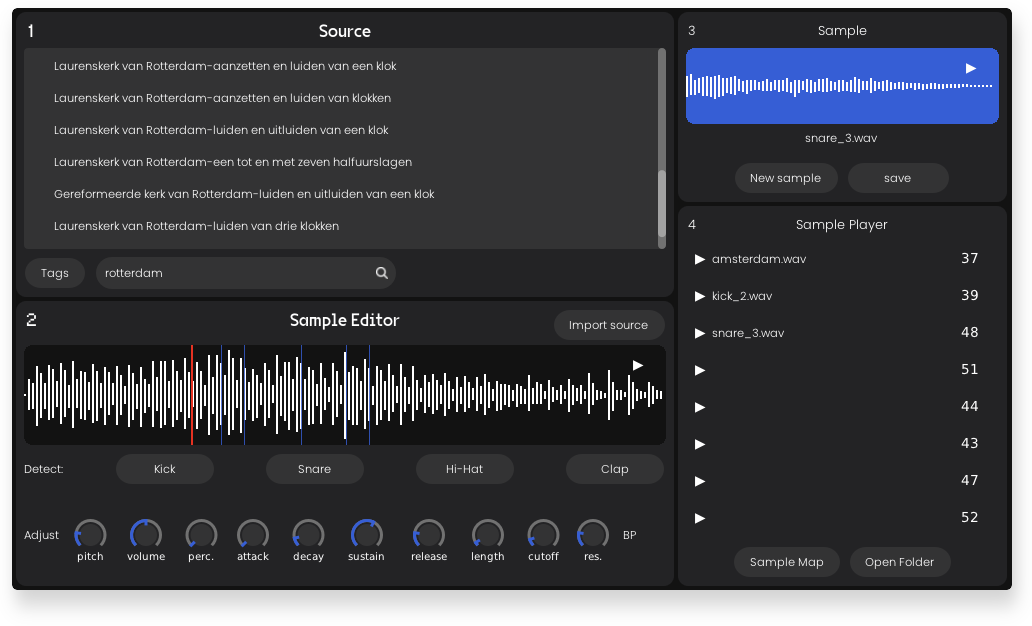 1 Source
Laurenskerk van Rotterdam-aanzetten en luiden van een klok
Laurenskerk van Rotterdam-aanzetten en luiden van klokken
Laurenskerk van Rotterdam-luiden en uitluiden van een klok
Laurenskerk van Rotterdam-een tot en met zeven halfuurslagen
Gereformeerde kerk van Rotterdam-luiden en uitluiden van een klok
Laurenskerk van Rotterdam-luiden van drie klokken
Tags rotterdam
2 Sample Editor Import source
Detect: Kick Snare Hi-Hat Clap
Adjust BP
pitch volume perc. attack decay sustain release length cutoff res.
3 Sample
snare_3.wav
New sample save
4 Sample Player
amsterdam.wav 37
kick_2.wav 39
snare_3.wav 48
51
44
43
47
52
Sample Map Open Folder